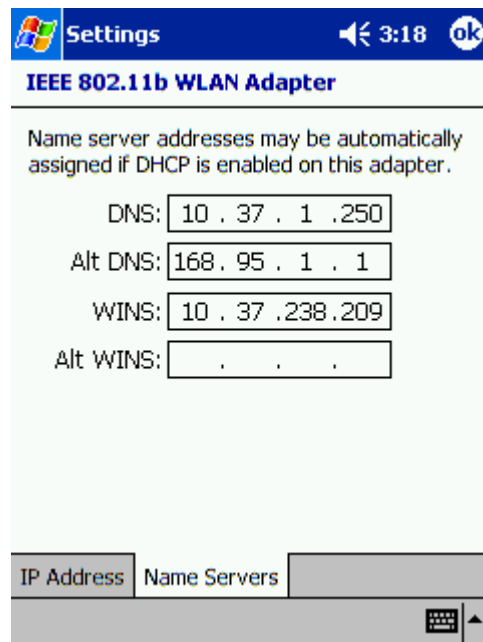 Settings 3:18 ok
IEEE 802.11b WLAN Adapter
Name server addresses may be automatically
assigned if DHCP is enabled on this adapter.
DNS: 10 . 37 . 1 .250
Alt DNS: 168. 95 . 1 . 1
WINS: 10 . 37 .238.209
Alt WINS: . . .
IP Address Name Servers